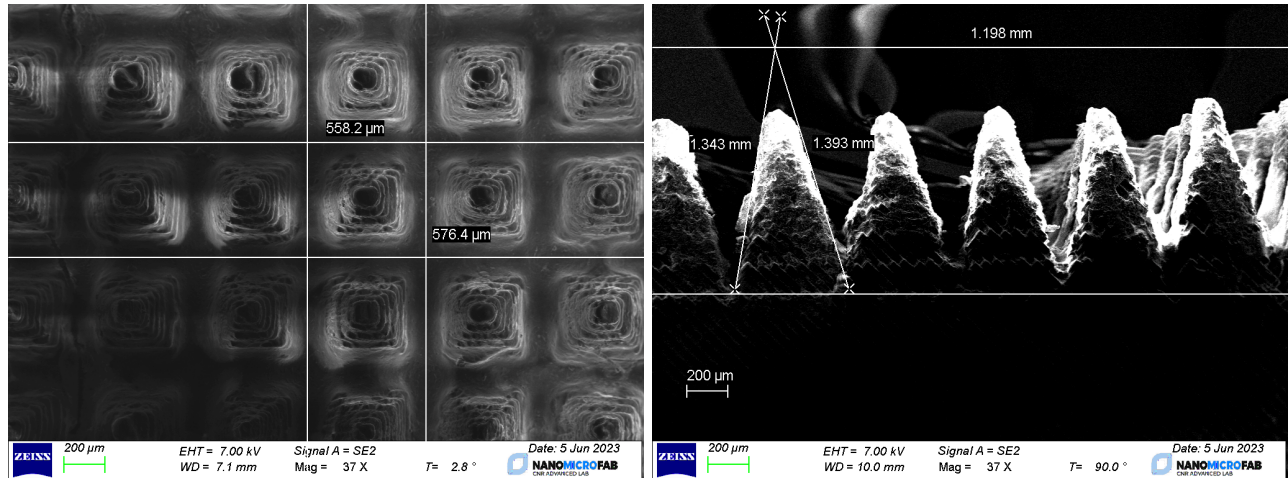 558.2 µm
576.4 µm
ZEISS
200 µm
EHT = 7.00 kV
WD = 7.1 mm
Signal A = SE2
Mag = 37 X
T= 2.8 °
Date: 5 Jun 2023
NANOMICROFAB
CNR ADVANCED LAB
1.198 mm
1.343 mm
1.393 mm
200 µm
ZEISS
200 µm
EHT = 7.00 kV
WD = 10.0 mm
Signal A = SE2
Mag = 37 X
T= 90.0 °
Date: 5 Jun 2023
NANOMICROFAB
CNR ADVANCED LAB